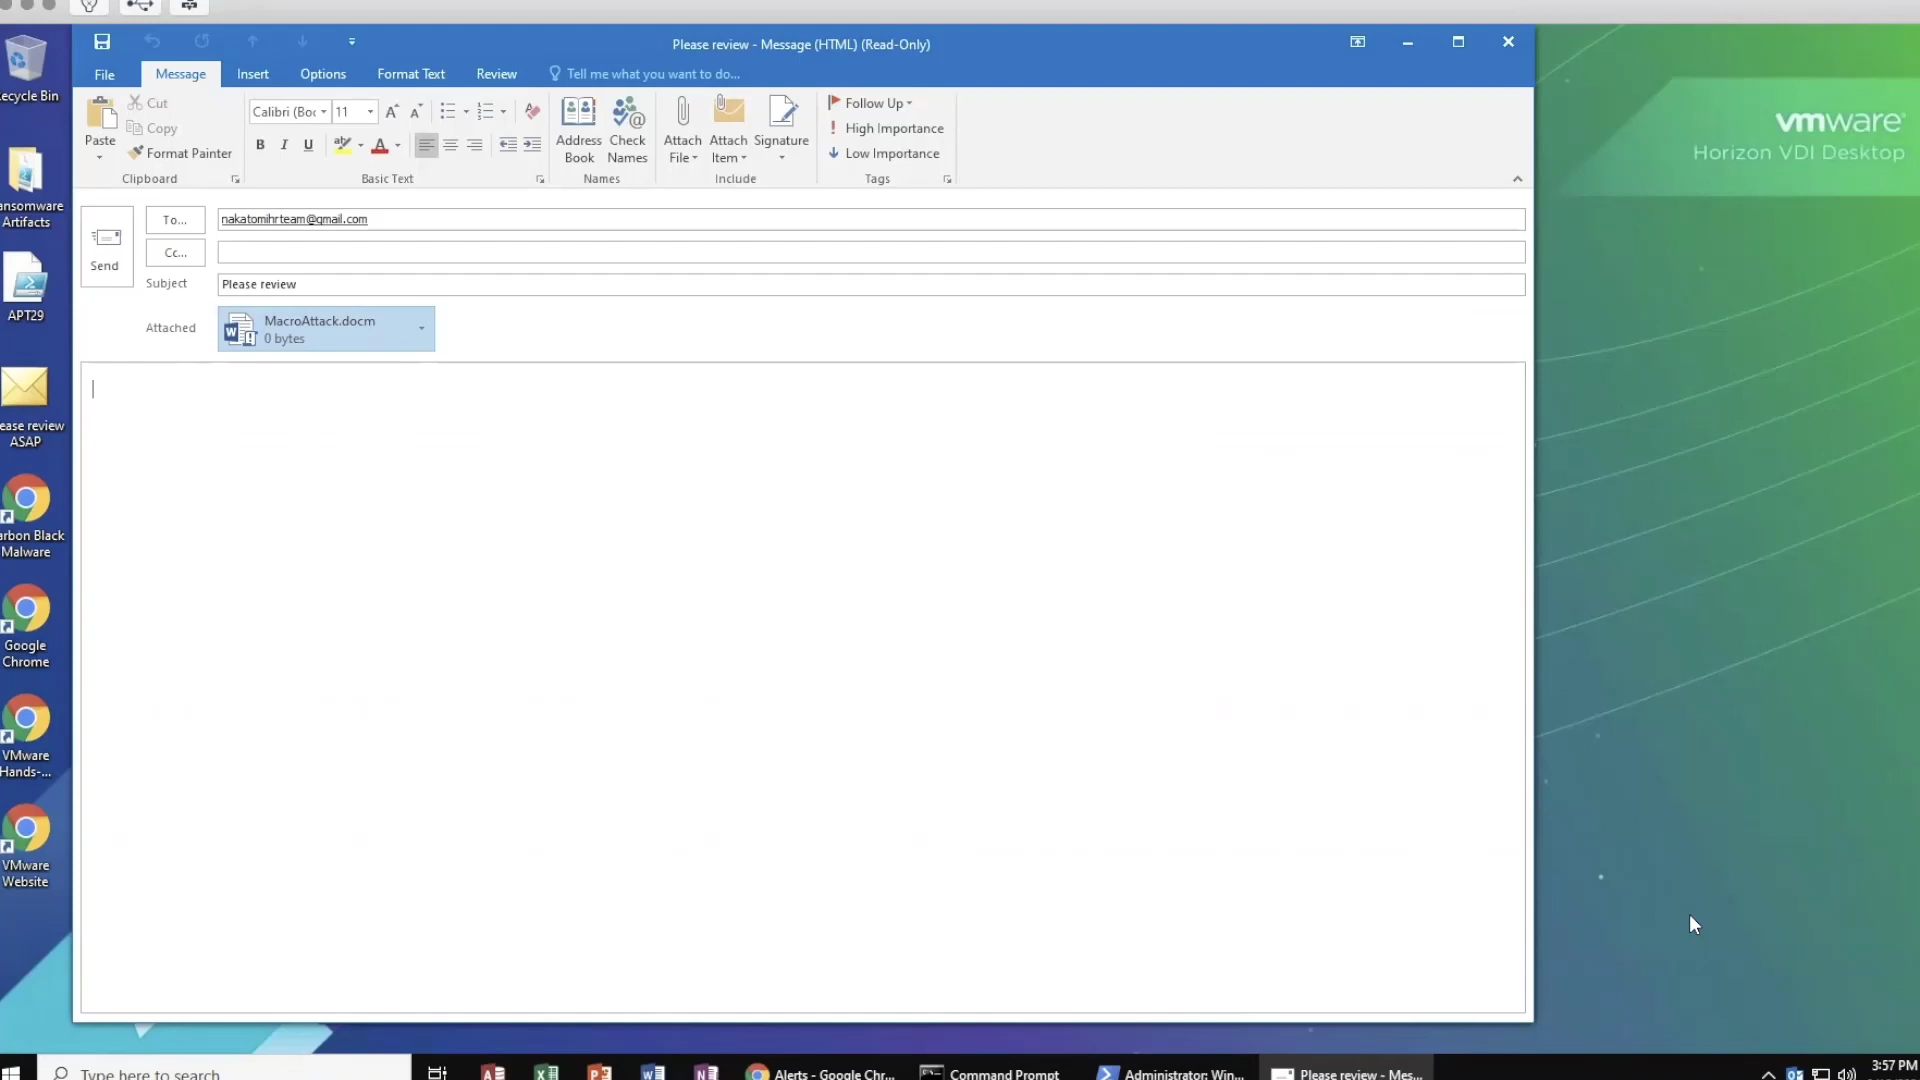 Please review - Message (HTML) (Read-Only)
File Message Insert Options Format Text Review Tell me what you want to do...
Paste
Cut
Copy
Format Painter
Clipboard
Calibri (Boc 11
B I U
Basic Text
Address Book
Check Names
Names
Attach File
Attach Item
Signature
Include
Follow Up
High Importance
Low Importance
Tags
Send
To...
nakatomihrteam@gmail.com
Cc...
Subject
Please review
Attached
MacroAttack.docm
0 bytes
ecycle Bin
ansomware
Artifacts
APT29
ease review
ASAP
arbon Black
Malware
Google
Chrome
VMware
Hands-...
VMware
Website
vmware
Horizon VDI Desktop
Type here to search
Alerts - Google Chr...
Command Prompt
Administrator: Win...
Please review - Mes...
3:57 PM